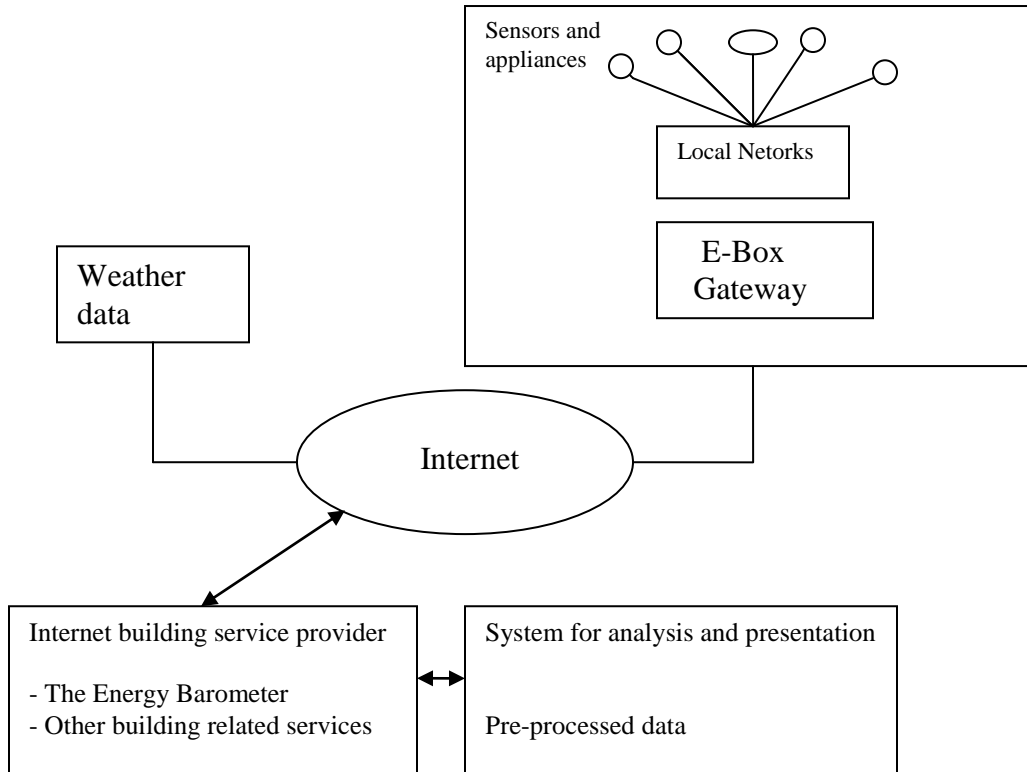 Sensors and
appliances
Local Netorks
E-Box
Gateway
Weather
data
Internet
Internet building service provider
- The Energy Barometer
- Other building related services
System for analysis and presentation
Pre-processed data